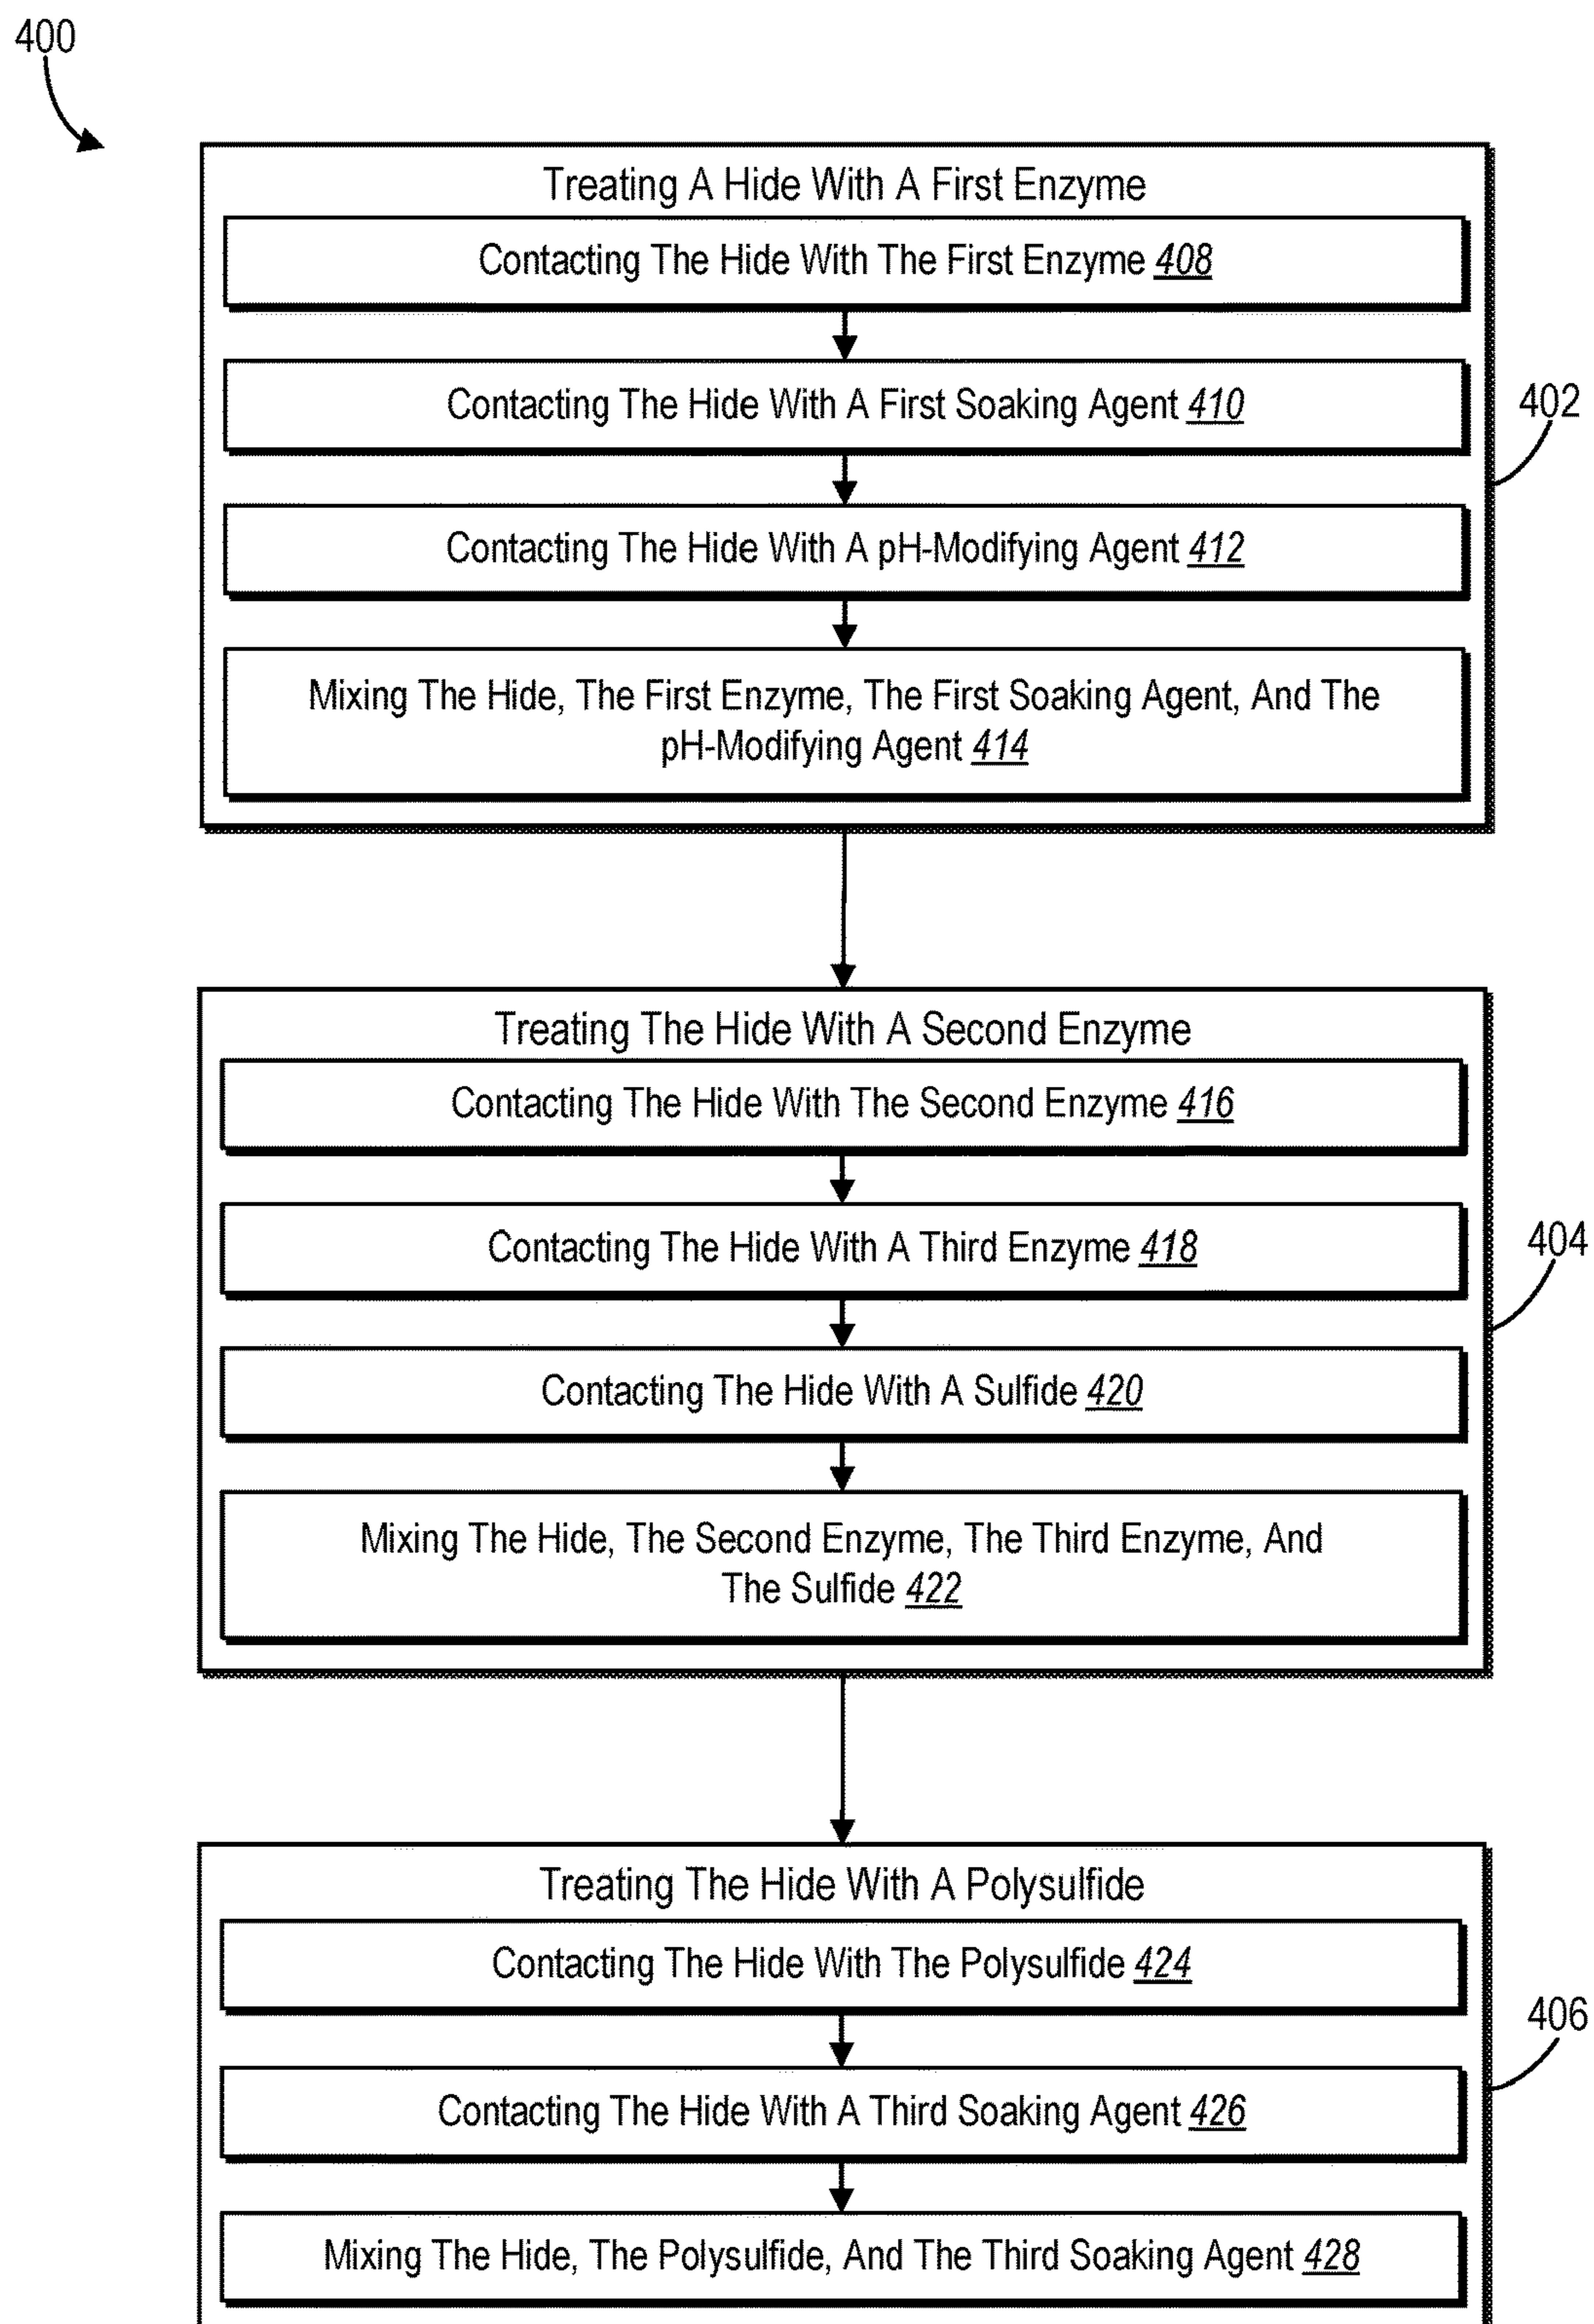 400
Treating A Hide With A First Enzyme
Contacting The Hide With The First Enzyme 408
Contacting The Hide With A First Soaking Agent 410
402
Contacting The Hide With A pH-Modifying Agent 412
Mixing The Hide, The First Enzyme, The First Soaking Agent, And The
pH-Modifying Agent 414
Treating The Hide With A Second Enzyme
Contacting The Hide With The Second Enzyme 416
Contacting The Hide With A Third Enzyme 418
404
Contacting The Hide With A Sulfide 420
Mixing The Hide, The Second Enzyme, The Third Enzyme, And
The Sulfide 422
Treating The Hide With A Polysulfide
Contacting The Hide With The Polysulfide 424
406
Contacting The Hide With A Third Soaking Agent 426
Mixing The Hide, The Polysulfide, And The Third Soaking Agent 428